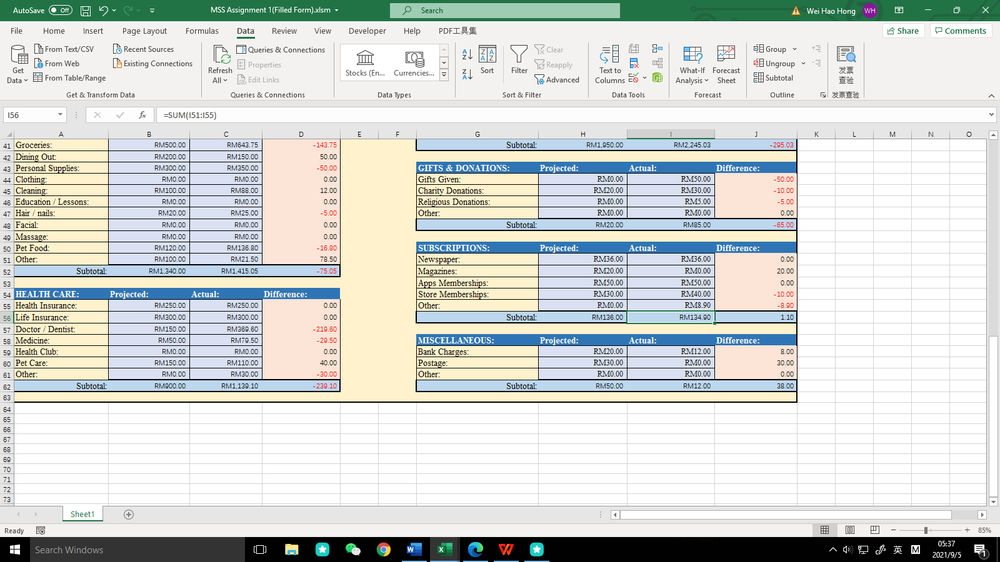 AutoSave Off MSS Assignment 1(Filled Form).xlsm Search Wei Hao Hong WH
File Home Insert Page Layout Formulas Data Review View Developer Help PDF工具集 Share Comments
Get Data
From Text/CSV
From Web
From Table/Range
Recent Sources
Existing Connections
Get & Transform Data
Refresh All
Queries & Connections
Properties
Edit Links
Queries & Connections
Stocks (En...
Currencies...
Data Types
Sort
Filter
Clear
Reapply
Advanced
Sort & Filter
Text to Columns
Data Tools
What-If Analysis
Forecast Sheet
Forecast
Group
Ungroup
Subtotal
Outline
发票
查验
发票查验
I56 fx =SUM(I51:I55)
A B C D E F G H I J K L M N O
41 Groceries: RM500.00 RM643.75 -143.75 Subtotal: RM1,950.00 RM2,245.03 -295.03
42 Dining Out: RM200.00 RM150.00 50.00
43 Personal Supplies: RM300.00 RM350.00 -50.00 GIFTS & DONATIONS: Projected: Actual: Difference:
44 Clothing: RM0.00 RM0.00 0.00 Gifts Given: RM0.00 RM50.00 -50.00
45 Cleaning: RM100.00 RM88.00 12.00 Charity Donations: RM20.00 RM30.00 -10.00
46 Education / Lessons: RM0.00 RM0.00 0.00 Religious Donations: RM0.00 RM5.00 -5.00
47 Hair / nails: RM20.00 RM25.00 -5.00 Other: RM0.00 RM0.00 0.00
48 Facial: RM0.00 RM0.00 0.00 Subtotal: RM20.00 RM85.00 -65.00
49 Massage: RM0.00 RM0.00 0.00
50 Pet Food: RM120.00 RM136.80 -16.80 SUBSCRIPTIONS: Projected: Actual: Difference:
51 Other: RM100.00 RM21.50 78.50 Newspaper: RM36.00 RM36.00 0.00
52 Subtotal: RM1,340.00 RM1,415.05 -75.05 Magazines: RM20.00 RM0.00 20.00
53 Apps Memberships: RM50.00 RM50.00 0.00
54 HEALTH CARE: Projected: Actual: Difference: Store Memberships: RM30.00 RM40.00 -10.00
55 Health Insurance: RM250.00 RM250.00 0.00 Other: RM0.00 RM8.90 -8.90
56 Life Insurance: RM300.00 RM300.00 0.00 Subtotal: RM136.00 RM134.90 1.10
57 Doctor / Dentist: RM150.00 RM369.60 -219.60
58 Medicine: RM50.00 RM79.50 -29.50 MISCELLANEOUS: Projected: Actual: Difference:
59 Health Club: RM0.00 RM0.00 0.00 Bank Charges: RM20.00 RM12.00 8.00
60 Pet Care: RM150.00 RM110.00 40.00 Postage: RM30.00 RM0.00 30.00
61 Other: RM0.00 RM30.00 -30.00 Other: RM0.00 RM0.00 0.00
62 Subtotal: RM900.00 RM1,139.10 -239.10 Subtotal: RM50.00 RM12.00 38.00
63
64
65
66
67
68
69
70
71
72
73
Sheet1
Ready 85%
Search Windows 英 M 05:37
2021/9/5 1